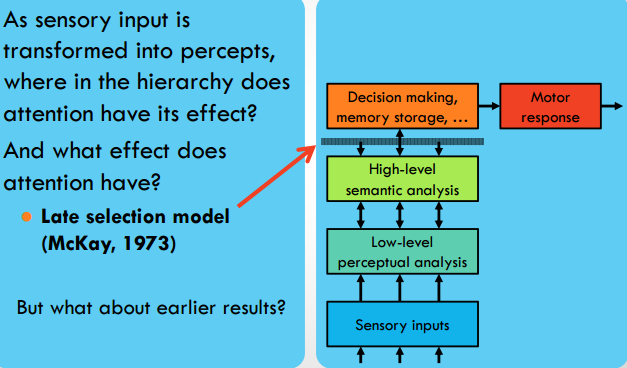 As sensory input is
transformed into percepts,
where in the hierarchy does
attention have its effect?
And what effect does
attention have?
Late selection model
(McKay, 1973)
But what about earlier results?
Decision making,
memory storage, ...
Motor
response
High-level
semantic analysis
Low-level
perceptual analysis
Sensory inputs